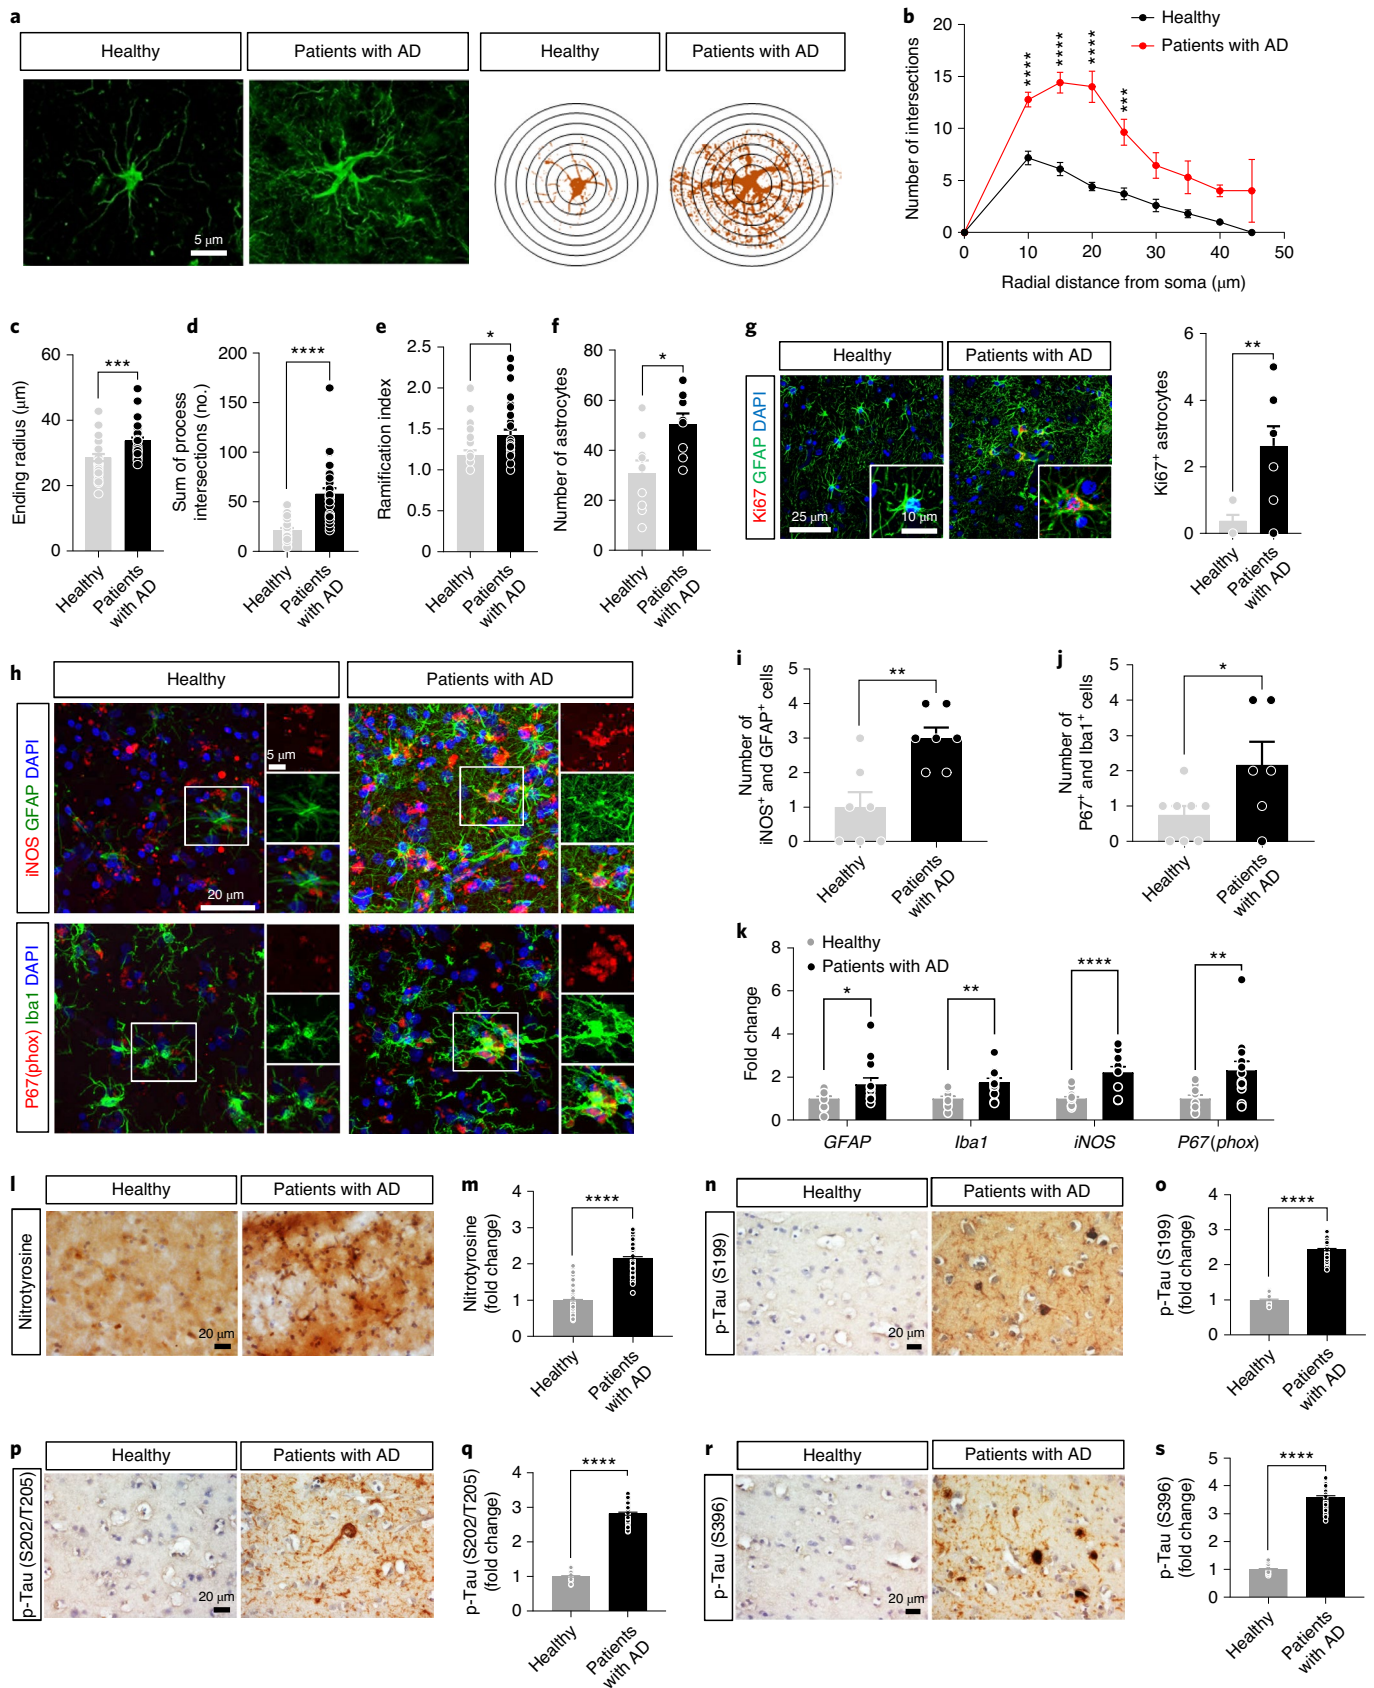 a
Healthy
Patients with AD
Healthy
Patients with AD
5 µm
b
Healthy
Patients with AD
Number of intersections
20
15
10
5
0
****
****
****
***
0
10
20
30
40
50
Radial distance from soma (µm)
c
Ending radius (µm)
60
40
20
0
***
Healthy
Patients
with AD
d
Sum of process
intersections (no.)
200
150
100
50
0
****
Healthy
Patients
with AD
e
Ramification index
2.5
2.0
1.5
1.0
0.5
0
*
Healthy
Patients
with AD
f
Number of astrocytes
80
60
40
20
0
*
Healthy
Patients
with AD
g
Healthy
Patients with AD
Ki67 GFAP DAPI
25 µm
10 µm
Ki67+ astrocytes
6
4
2
0
**
Healthy
Patients
with AD
h
Healthy
Patients with AD
iNOS GFAP DAPI
5 µm
20 µm
P67(phox) Iba1 DAPI
i
Number of
iNOS+ and GFAP+ cells
5
4
3
2
1
0
**
Healthy
Patients
with AD
j
Number of
P67+ and Iba1+ cells
5
4
3
2
1
0
*
Healthy
Patients
with AD
k
Healthy
Patients with AD
Fold change
8
6
4
2
0
*
**
****
**
GFAP
Iba1
iNOS
P67(phox)
l
Healthy
Patients with AD
Nitrotyrosine
20 µm
m
Nitrotyrosine
(fold change)
4
3
2
1
0
****
Healthy
Patients
with AD
n
Healthy
Patients with AD
p-Tau (S199)
20 µm
o
p-Tau (S199)
(fold change)
4
3
2
1
0
****
Healthy
Patients
with AD
p
Healthy
Patients with AD
p-Tau (S202/T205)
20 µm
q
p-Tau (S202/T205)
(fold change)
4
3
2
1
0
****
Healthy
Patients
with AD
r
Healthy
Patients with AD
p-Tau (S396)
20 µm
s
p-Tau (S396)
(fold change)
5
4
3
2
1
0
****
Healthy
Patients
with AD